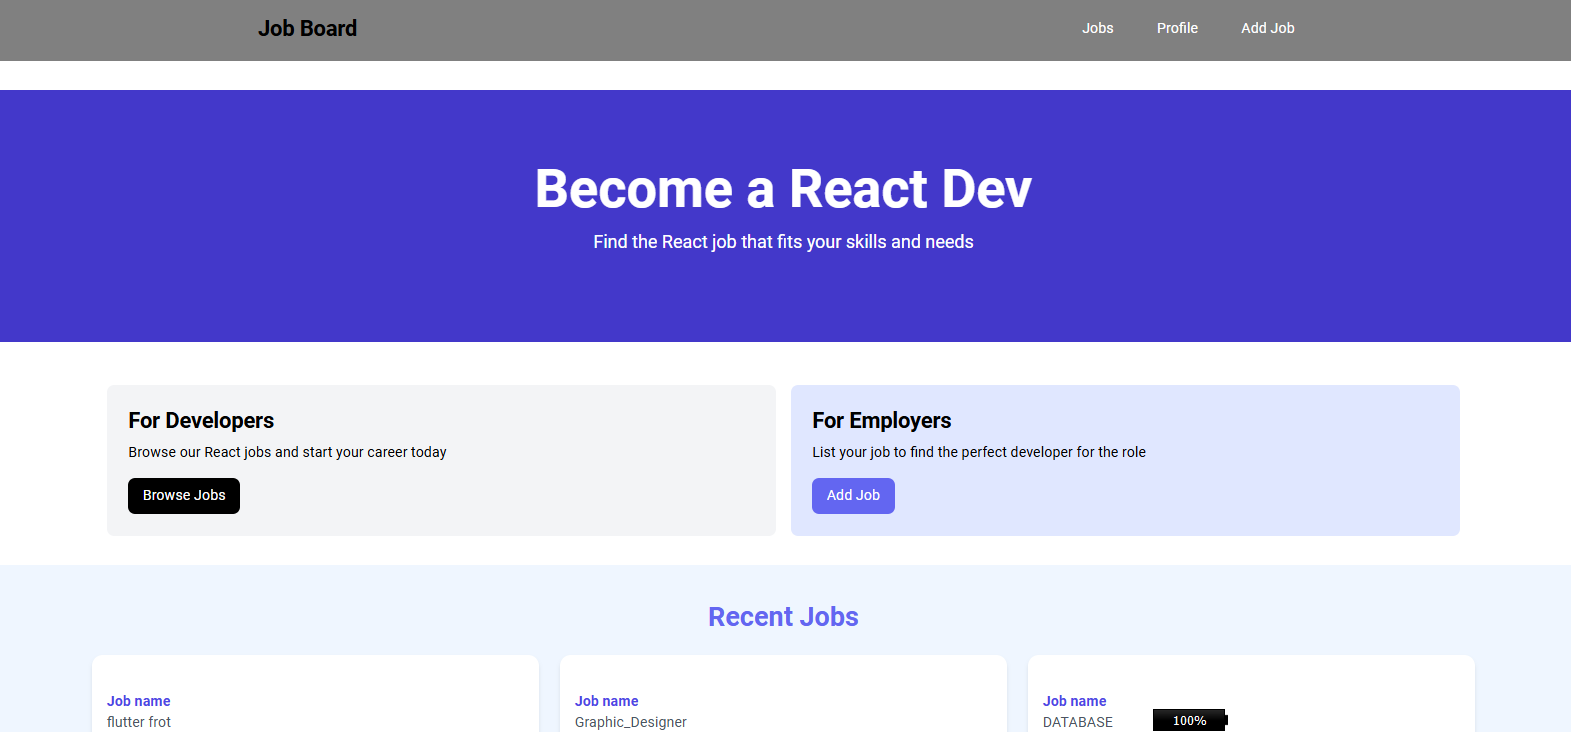 Job Board
Jobs Profile Add Job
Become a React Dev
Find the React job that fits your skills and needs
For Developers
Browse our React jobs and start your career today
Browse Jobs
For Employers
List your job to find the perfect developer for the role
Add Job
Recent Jobs
Job name
flutter frot
Job name
Graphic_Designer
Job name
DATABASE
100%